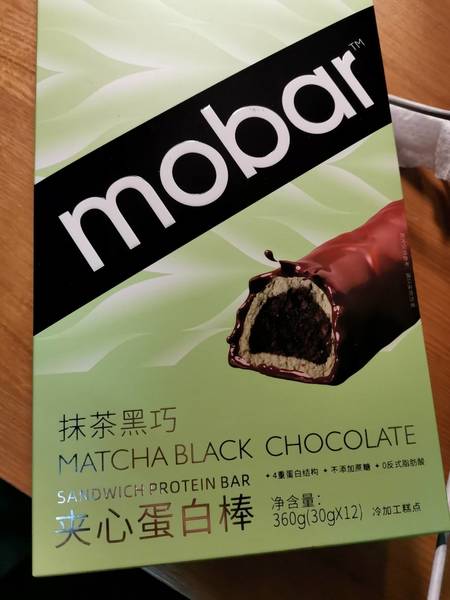 mobar™
抹茶黑巧
MATCHA BLACK CHOCOLATE
SANDWICH PROTEIN BAR
夹心蛋白棒
+4重蛋白结构 +不添加蔗糖 +0反式脂肪酸
净含量:
360g(30gX12) 冷加工糕点